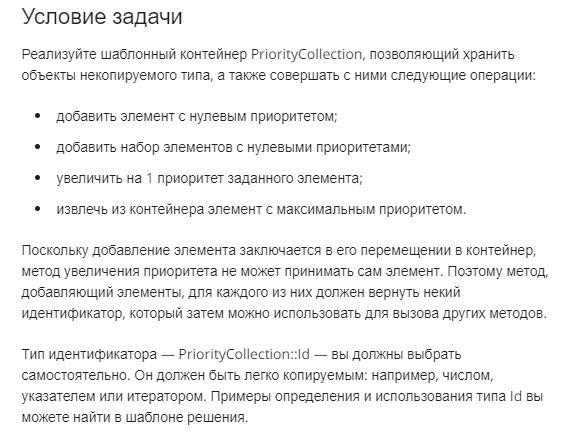 Условие задачи
Реализуйте шаблонный контейнер PriorityCollection, позволяющий хранить
объекты некопируемого типа, а также совершать с ними следующие операции:
• добавить элемент с нулевым приоритетом;
• добавить набор элементов с нулевыми приоритетами;
• увеличить на 1 приоритет заданного элемента;
• извлечь из контейнера элемент с максимальным приоритетом.
Поскольку добавление элемента заключается в его перемещении в контейнер,
метод увеличения приоритета не может принимать сам элемент. Поэтому метод,
добавляющий элементы, для каждого из них должен вернуть некий
идентификатор, который затем можно использовать для вызова других методов.
Тип идентификатора — PriorityCollection::Id — вы должны выбрать
самостоятельно. Он должен быть легко копируемым: например, числом,
указателем или итератором. Примеры определения и использования типа Id вы
можете найти в шаблоне решения.